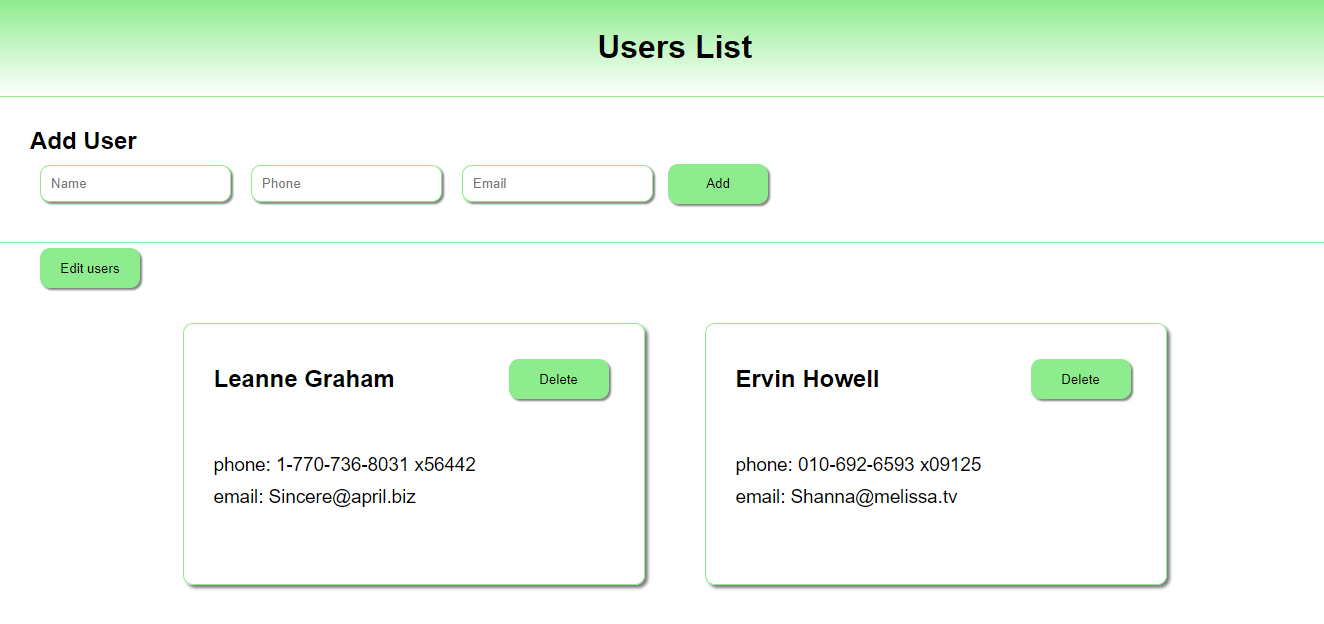 Users List
Add User
Name Phone Email Add
Edit users
Leanne Graham Delete
phone: 1-770-736-8031 x56442
email: Sincere@april.biz
Ervin Howell Delete
phone: 010-692-6593 x09125
email: Shanna@melissa.tv